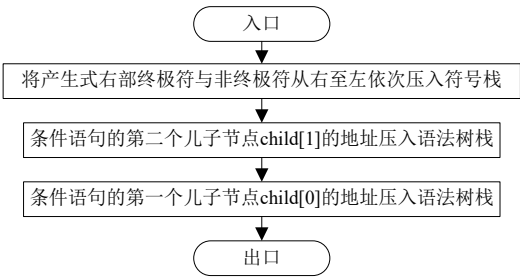 入口
将产生式右部终极符与非终极符从右至左依次压入符号栈
条件语句的第二个儿子节点child[1]的地址压入语法树栈
条件语句的第一个儿子节点child[0]的地址压入语法树栈
出口